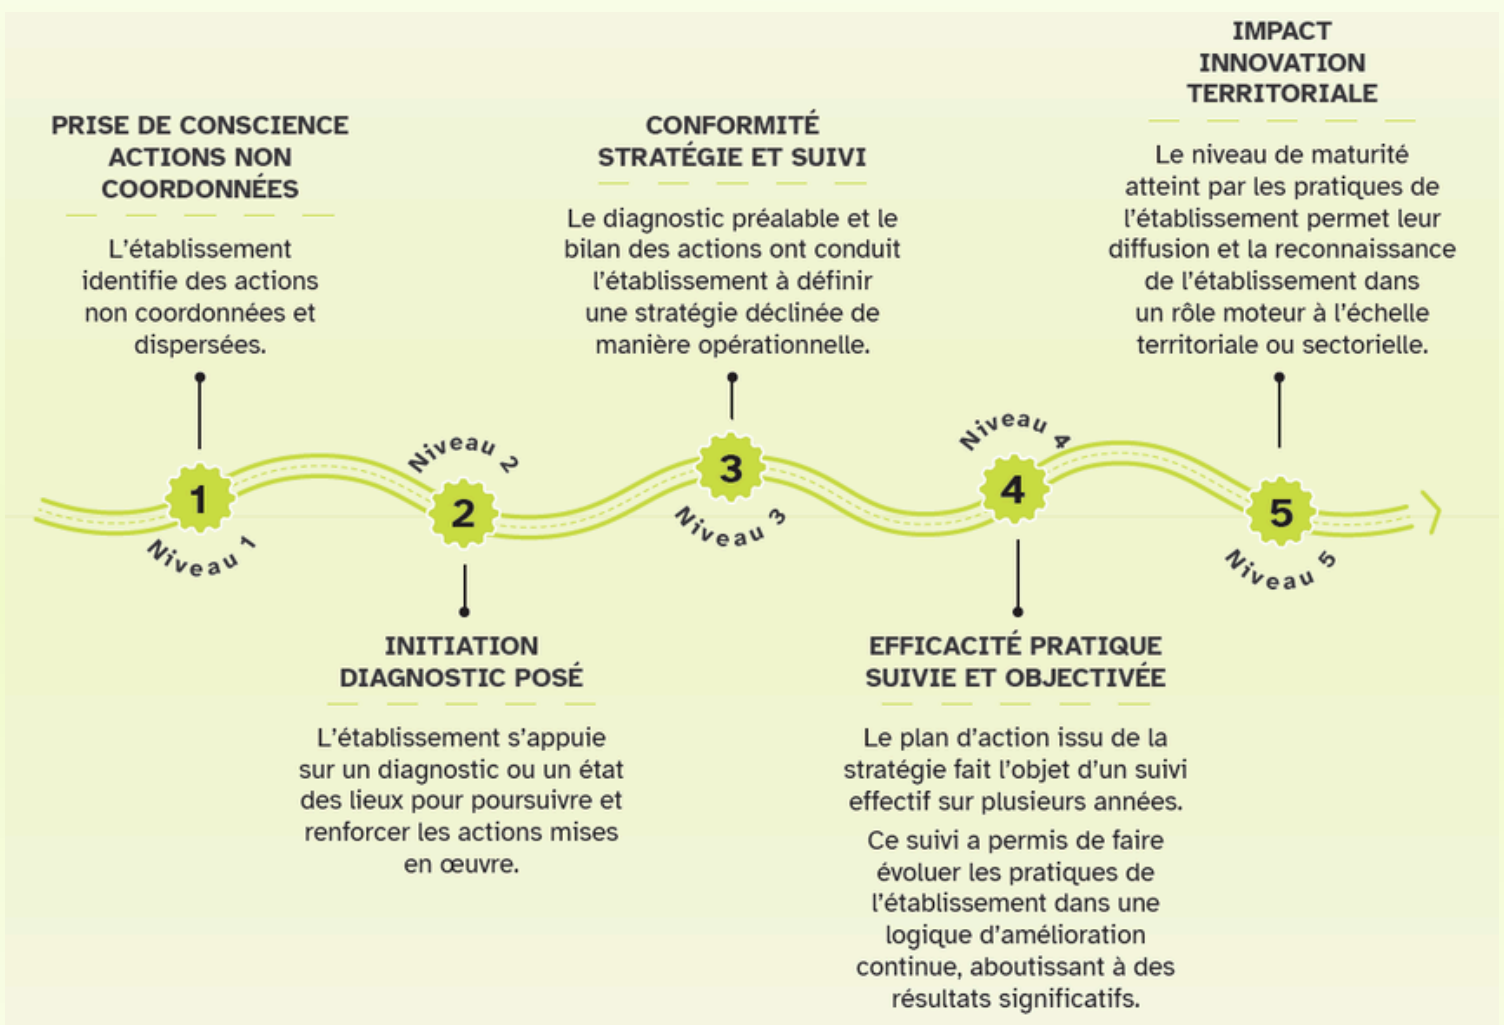 PRISE DE CONSCIENCE
ACTIONS NON
COORDONNÉES
L'établissement
identifie des actions
non coordonnées et
dispersées.
1
Niveau 1
Niveau 2
2
INITIATION
DIAGNOSTIC POSÉ
L'établissement s'appuie
sur un diagnostic ou un état
des lieux pour poursuivre et
renforcer les actions mises
en œuvre.
CONFORMITÉ
STRATÉGIE ET SUIVI
Le diagnostic préalable et le
bilan des actions ont conduit
l'établissement à définir
une stratégie déclinée de
manière opérationnelle.
3
Niveau 3
Niveau 4
4
EFFICACITÉ PRATIQUE
SUIVIE ET OBJECTIVÉE
Le plan d'action issu de la
stratégie fait l'objet d'un suivi
effectif sur plusieurs années.
Ce suivi a permis de faire
évoluer les pratiques de
l'établissement dans une
logique d'amélioration
continue, aboutissant à des
résultats significatifs.
IMPACT
INNOVATION
TERRITORIALE
Le niveau de maturité
atteint par les pratiques de
l'établissement permet leur
diffusion et la reconnaissance
de l'établissement dans
un rôle moteur à l'échelle
territoriale ou sectorielle.
5
Niveau 5